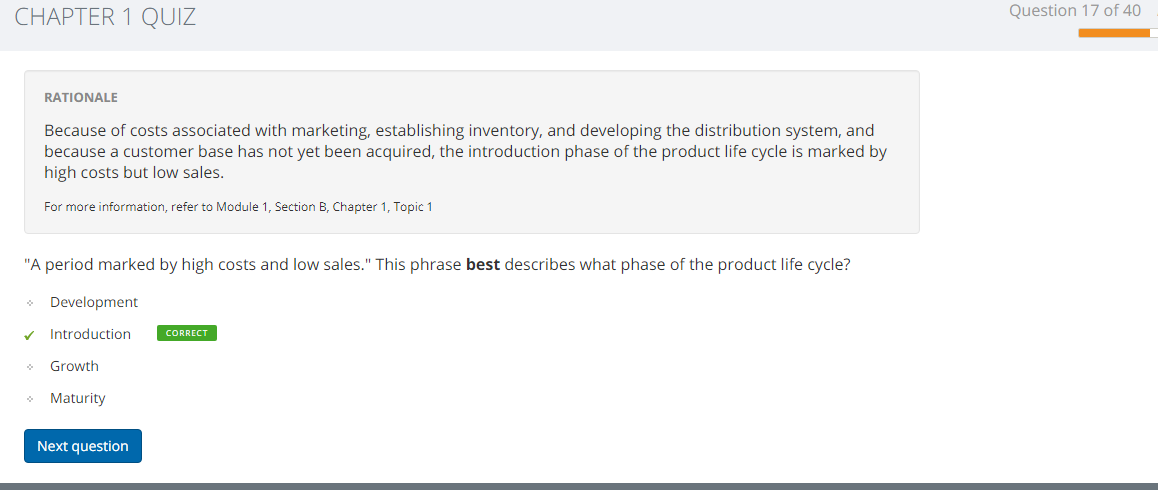 CHAPTER 1 QUIZ
Question 17 of 40
RATIONALE
Because of costs associated with marketing, establishing inventory, and developing the distribution system, and
because a customer base has not yet been acquired, the introduction phase of the product life cycle is marked by
high costs but low sales.
For more information, refer to Module 1, Section B, Chapter 1, Topic 1
"A period marked by high costs and low sales." This phrase best describes what phase of the product life cycle?
Development
Introduction CORRECT
Growth
Maturity
Next question